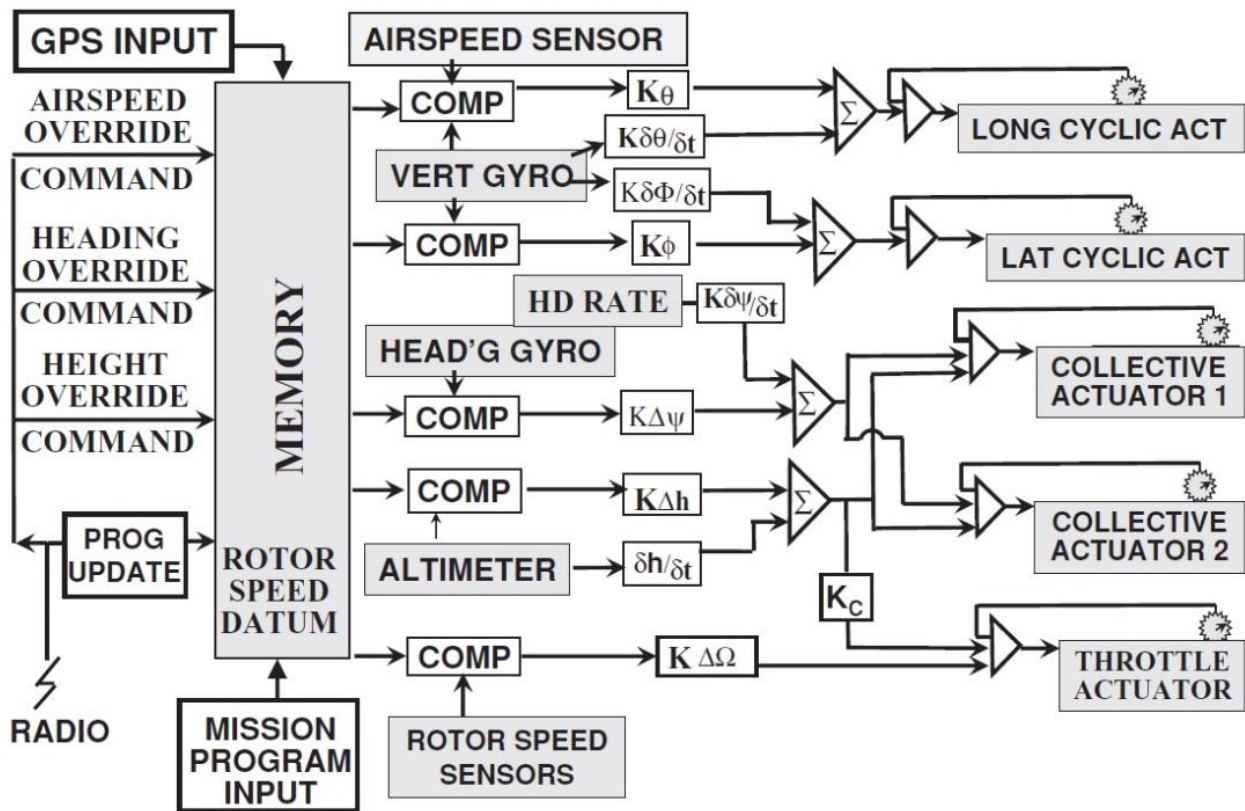 GPS INPUT
AIRSPEED SENSOR
AIRSPEED
OVERRIDE
COMMAND
HEADING
OVERRIDE
COMMAND
HEIGHT
OVERRIDE
COMMAND
PROG
UPDATE
RADIO
MEMORY
ROTOR
SPEED
DATUM
MISSION
PROGRAM
INPUT
COMP
Kθ
Kδθ/δt
VERT GYRO
KδΦ/δt
COMP
Kϕ
HD RATE
Kδψ/δt
HEAD'G GYRO
COMP
KΔψ
COMP
KΔh
ALTIMETER
δh/δt
KC
COMP
K ΔΩ
ROTOR SPEED
SENSORS
Σ
Σ
Σ
Σ
LONG CYCLIC ACT
LAT CYCLIC ACT
COLLECTIVE
ACTUATOR 1
COLLECTIVE
ACTUATOR 2
THROTTLE
ACTUATOR